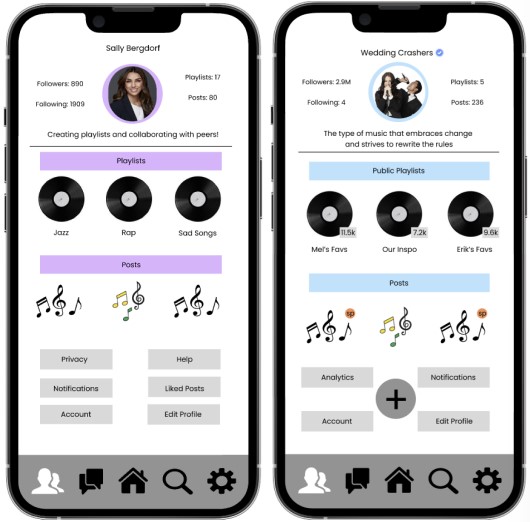 Sally Bergdorf
Followers: 890
Playlists: 17
Following: 1909
Posts: 80
Creating playlists and collaborating with peers!
Playlists
Jazz
Rap
Sad Songs
Posts
Privacy
Help
Notifications
Liked Posts
Account
Edit Profile
Wedding Crashers
Followers: 2.9M
Playlists: 5
Following: 4
Posts: 236
The type of music that embraces change
and strives to rewrite the rules
Public Playlists
11.5k
7.2k
9.6k
Mel's Favs
Our Inspo
Erik's Favs
Posts
sp
sp
Analytics
Notifications
Account
Edit Profile